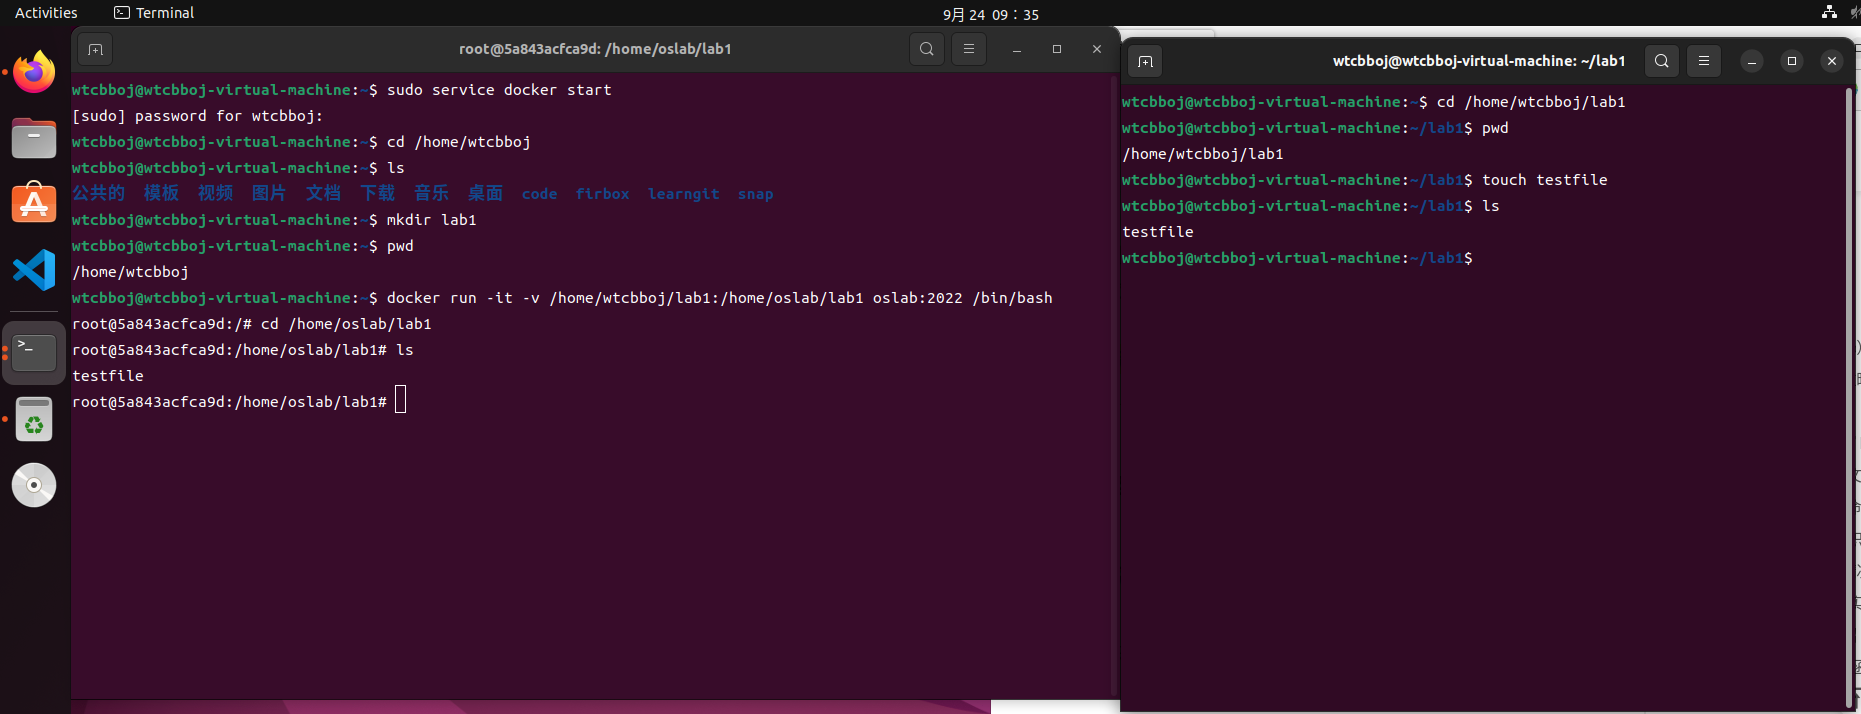 Activities
Terminal
9月 24 09：35
root@5a843acfca9d: /home/oslab/lab1
wtcbboj@wtcbboj-virtual-machine:~$ sudo service docker start
[sudo] password for wtcbboj:
wtcbboj@wtcbboj-virtual-machine:~$ cd /home/wtcbboj
wtcbboj@wtcbboj-virtual-machine:~$ ls
公共的 模板 视频 图片 文档 下载 音乐 桌面 code firbox learngit snap
wtcbboj@wtcbboj-virtual-machine:~$ mkdir lab1
wtcbboj@wtcbboj-virtual-machine:~$ pwd
/home/wtcbboj
wtcbboj@wtcbboj-virtual-machine:~$ docker run -it -v /home/wtcbboj/lab1:/home/oslab/lab1 oslab:2022 /bin/bash
root@5a843acfca9d:/# cd /home/oslab/lab1
root@5a843acfca9d:/home/oslab/lab1# ls
testfile
root@5a843acfca9d:/home/oslab/lab1#
wtcbboj@wtcbboj-virtual-machine: ~/lab1
wtcbboj@wtcbboj-virtual-machine:~$ cd /home/wtcbboj/lab1
wtcbboj@wtcbboj-virtual-machine:~/lab1$ pwd
/home/wtcbboj/lab1
wtcbboj@wtcbboj-virtual-machine:~/lab1$ touch testfile
wtcbboj@wtcbboj-virtual-machine:~/lab1$ ls
testfile
wtcbboj@wtcbboj-virtual-machine:~/lab1$